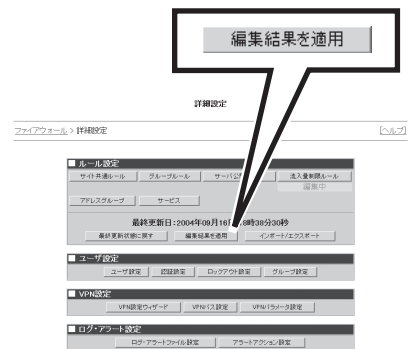 編集結果を適用
詳細設定
ファイアウォール > 詳細設定 [ヘルプ]
■ ルール設定
サイト共通ルール グループルール サーバ公 流入量制限ルール
編集中
アドレスグループ サービス
最終更新日:2004年09月16日 8時38分30秒
最終更新状態に戻す 編集結果を適用 インポート/エクスポート
■ ユーザ設定
ユーザ設定 認証設定 ロックアウト設定 グループ設定
■ VPN設定
VPN設定ウィザード VPNパス設定 VPNパラメータ設定
■ ログ・アラート設定
ログ・アラートファイル設定 アラートアクション設定